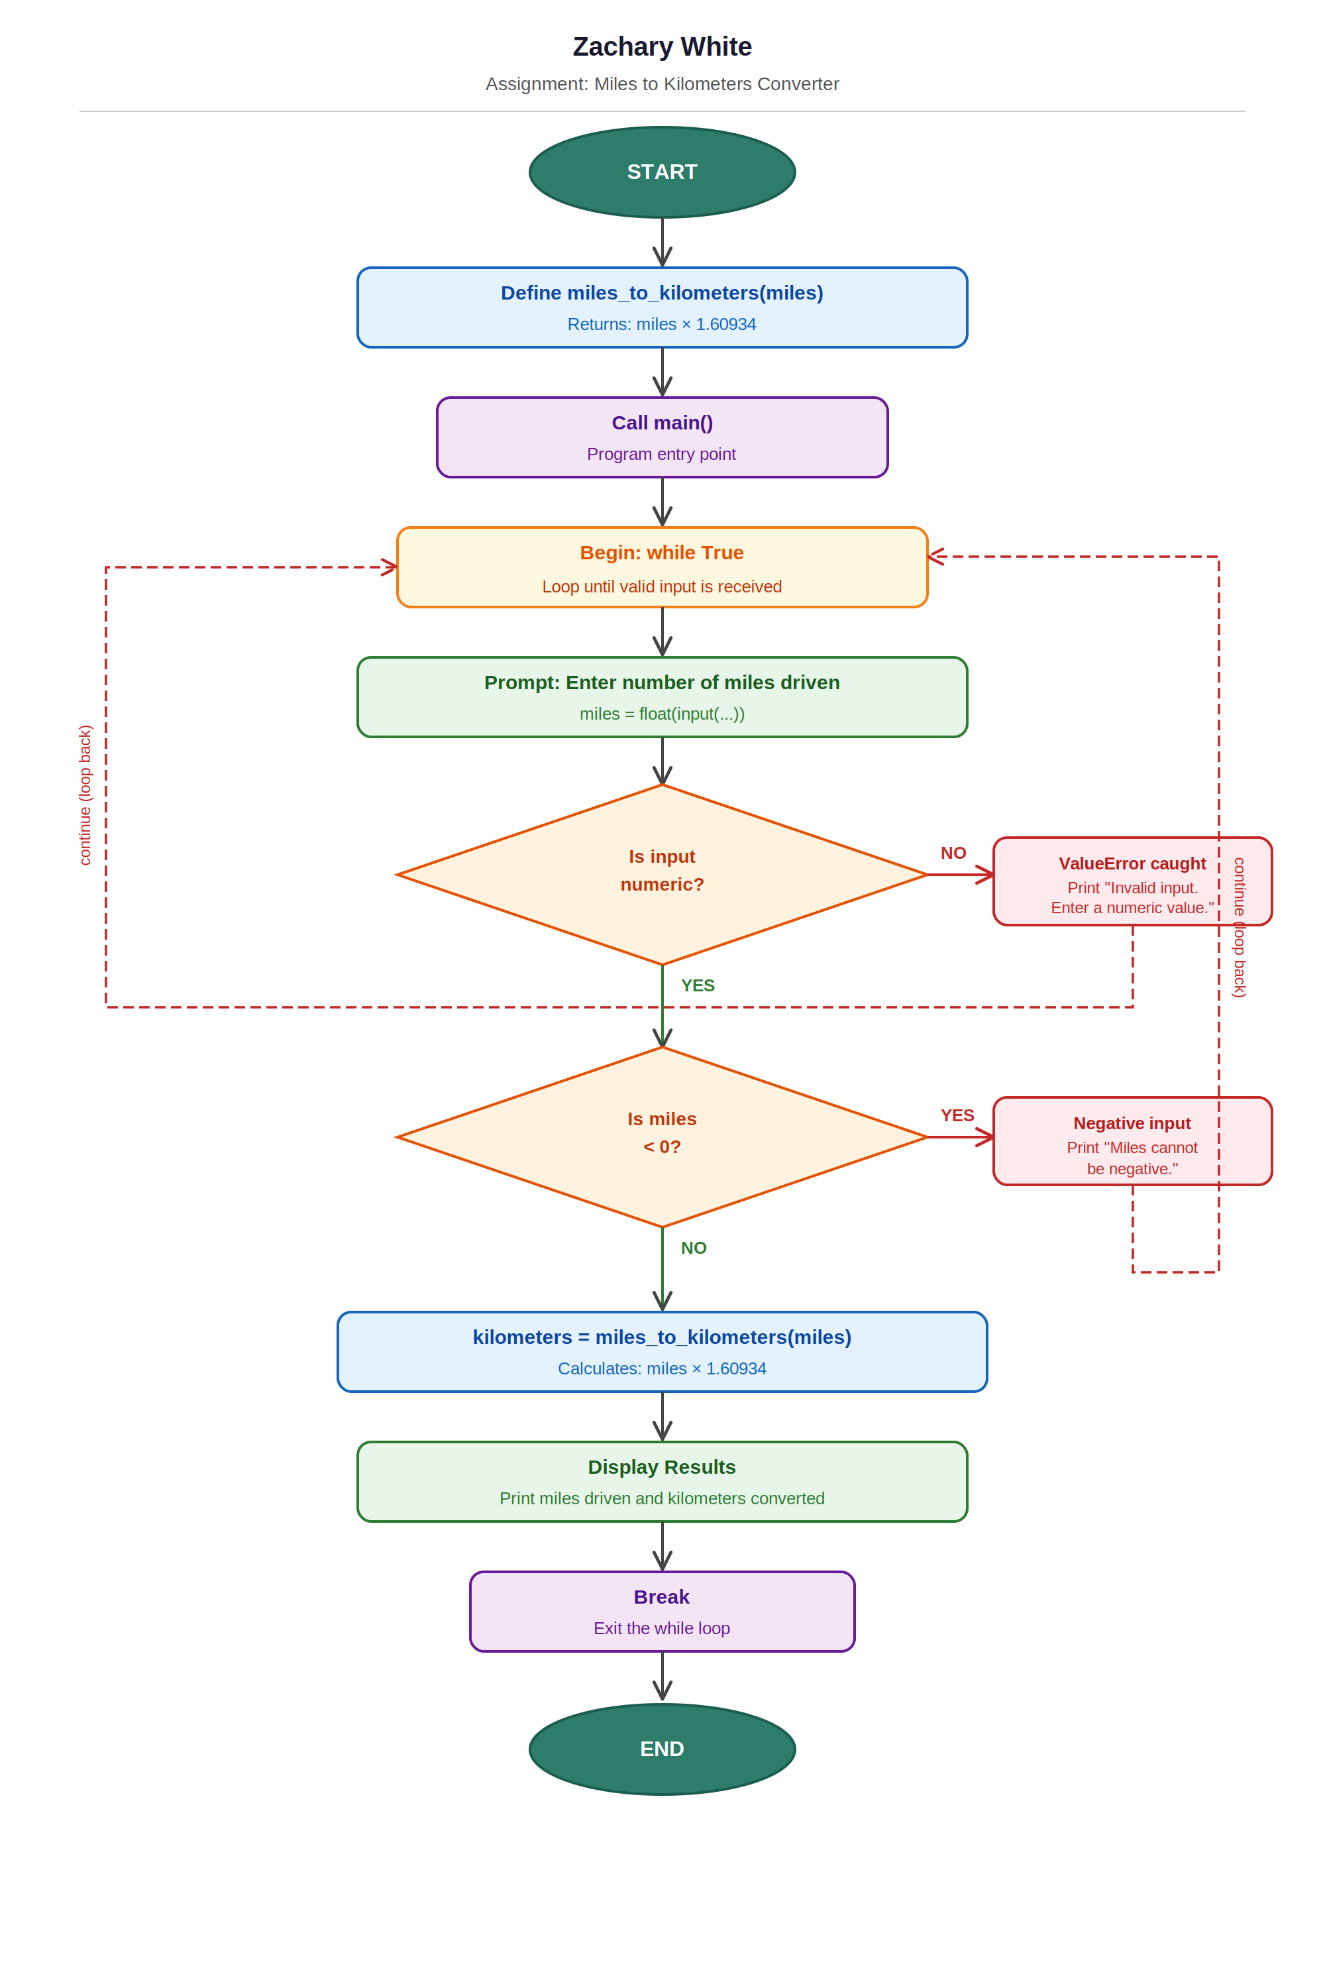 Zachary White
Assignment: Miles to Kilometers Converter
START
Define miles_to_kilometers(miles)
Returns: miles × 1.60934
Call main()
Program entry point
Begin: while True
Loop until valid input is received
Prompt: Enter number of miles driven
miles = float(input(...))
continue (loop back)
Is input
numeric?
NO
ValueError caught
Print "Invalid input.
Enter a numeric value."
continue (loop back)
YES
Is miles
< 0?
YES
Negative input
Print "Miles cannot
be negative."
NO
kilometers = miles_to_kilometers(miles)
Calculates: miles × 1.60934
Display Results
Print miles driven and kilometers converted
Break
Exit the while loop
END